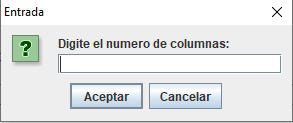 Entrada
Digite el numero de columnas:
Aceptar
Cancelar